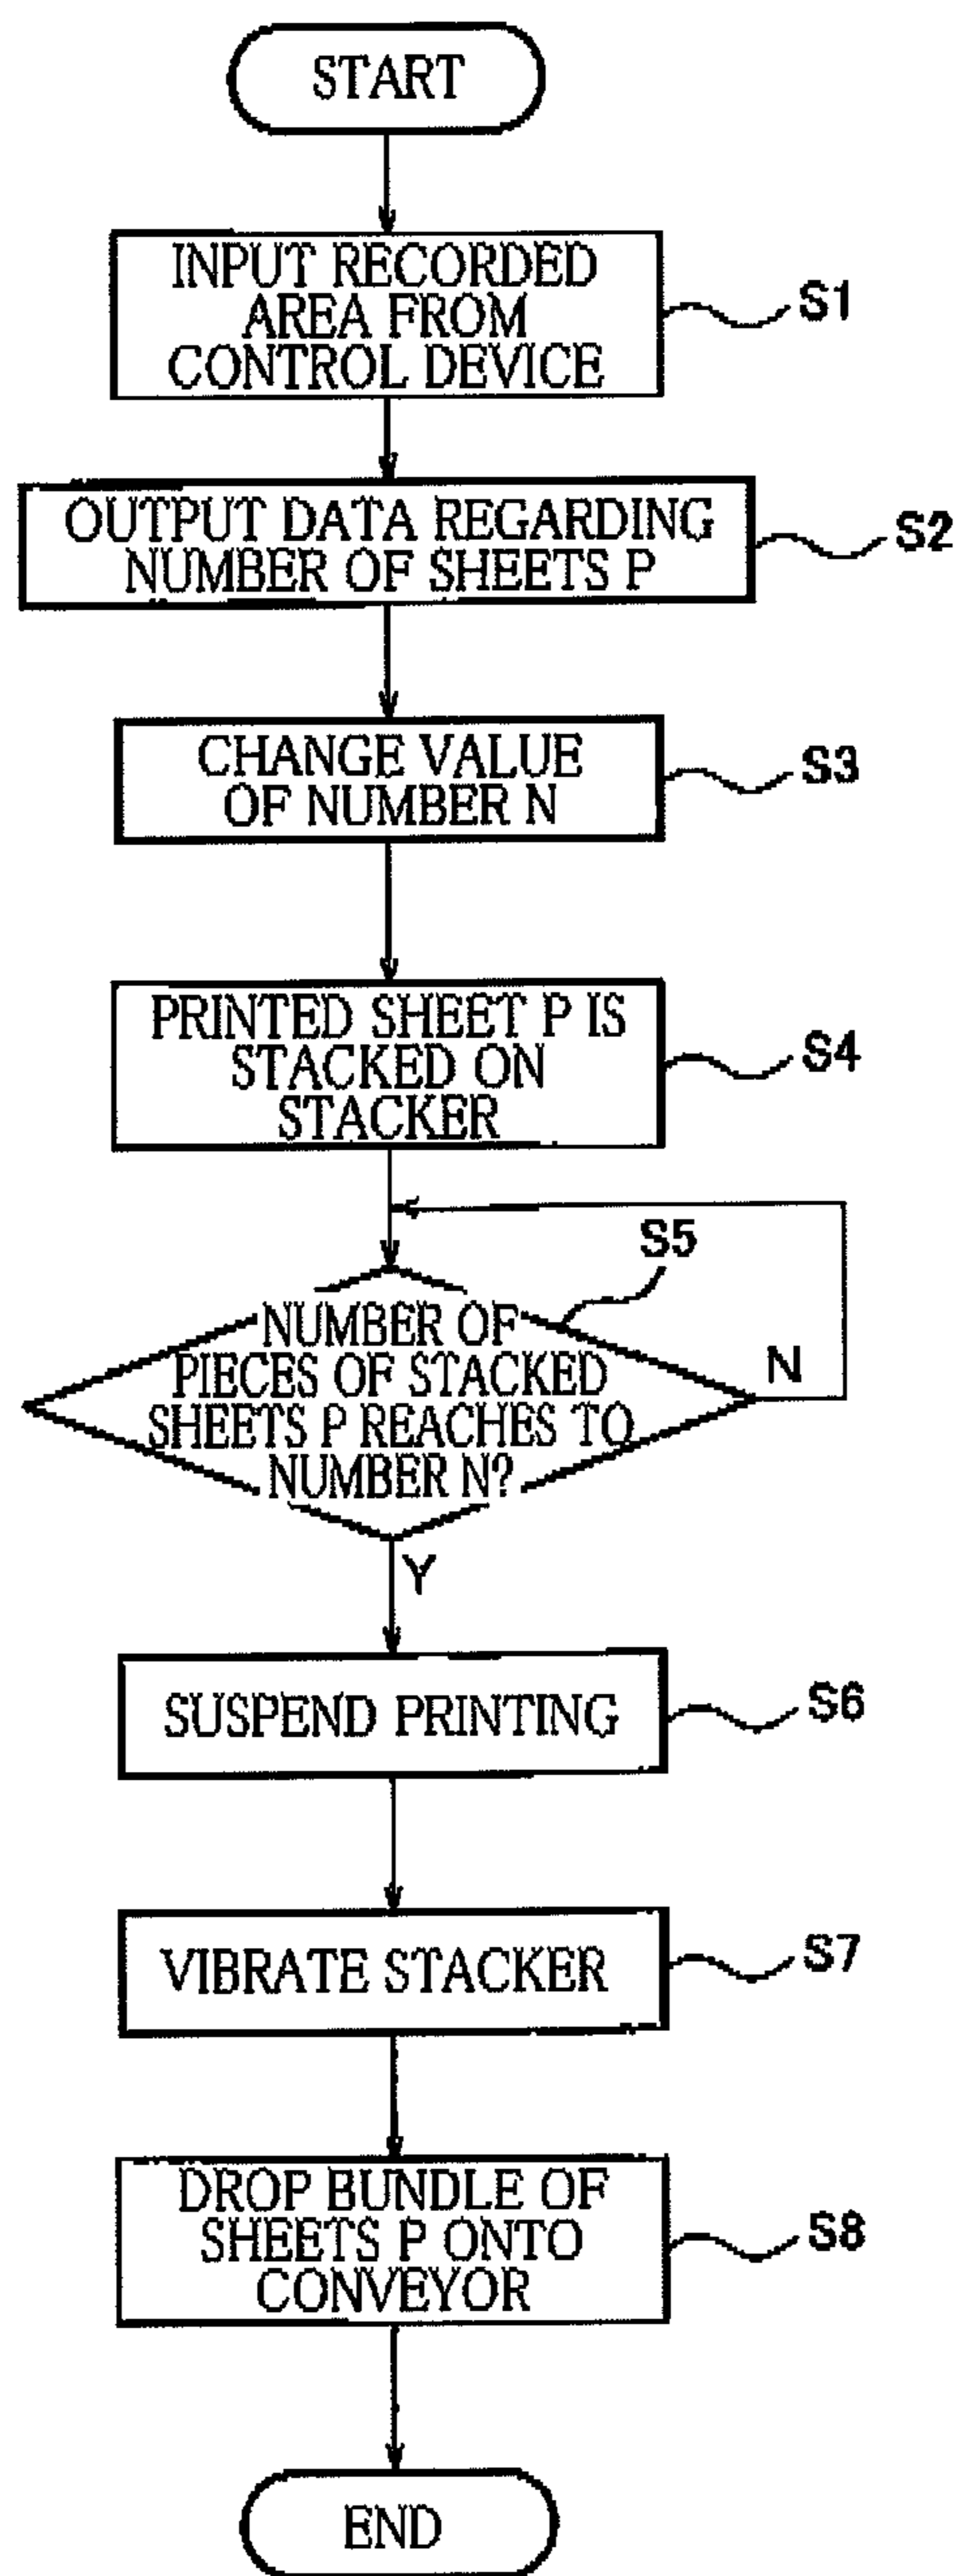 START
INPUT RECORDED
AREA FROM
CONTROL DEVICE
S1
OUTPUT DATA REGARDING
NUMBER OF SHEETS P
S2
CHANGE VALUE
OF NUMBER N
S3
PRINTED SHEET P IS
STACKED ON
STACKER
S4
S5
NUMBER OF
PIECES OF STACKED
SHEETS P REACHES TO
NUMBER N?
N
Y
SUSPEND PRINTING
S6
VIBRATE STACKER
S7
DROP BUNDLE OF
SHEETS P ONTO
CONVEYOR
S8
END